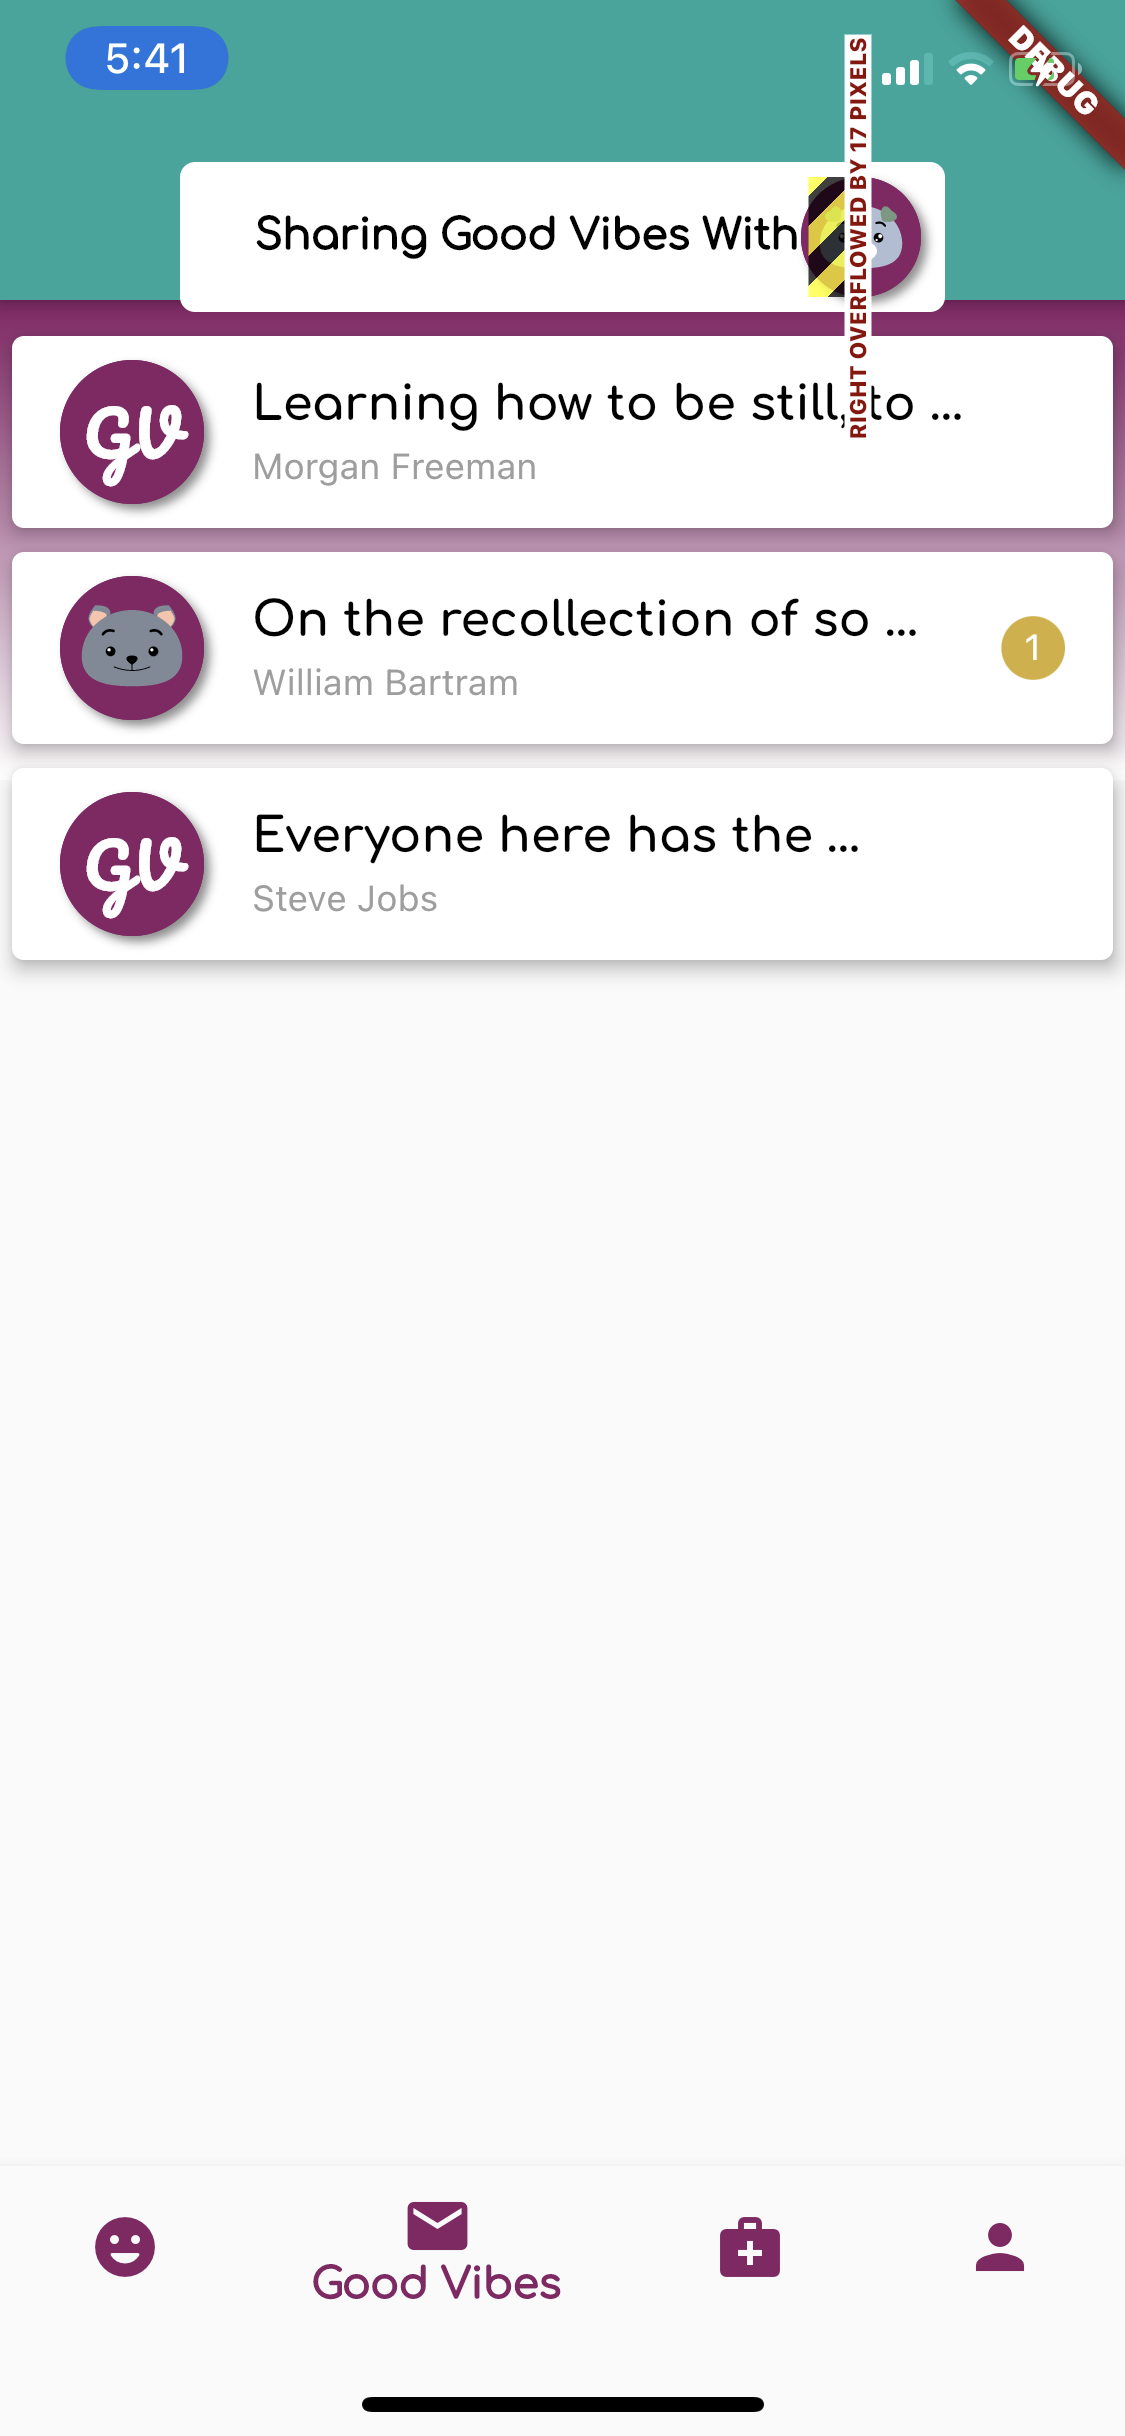 5:41
DEBUG
RIGHT OVERFLOWED BY 17 PIXELS
Sharing Good Vibes With
GV
Learning how to be still, to ...
Morgan Freeman
On the recollection of so ...
William Bartram
1
GV
Everyone here has the ...
Steve Jobs
Good Vibes